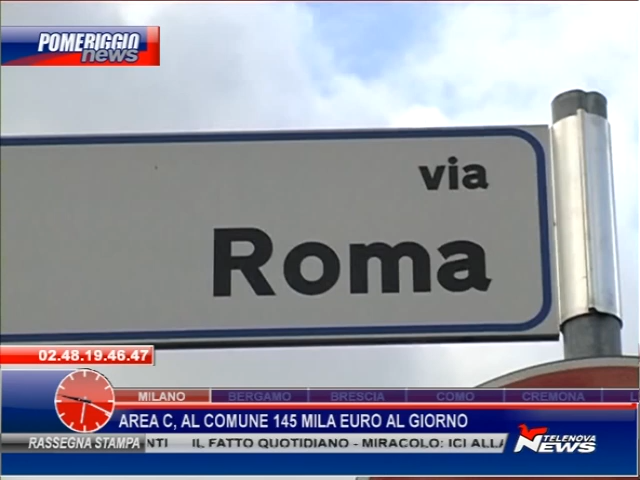 POMERIGGIO
news
via
Roma
02.48.19.46.47
MILANO BERGAMO BRESCIA COMO CREMONA
AREA C, AL COMUNE 145 MILA EURO AL GIORNO
RASSEGNA STAMPA IL FATTO QUOTIDIANO - MIRACOLO: ICI ALLA
TELENOVA
NEWS